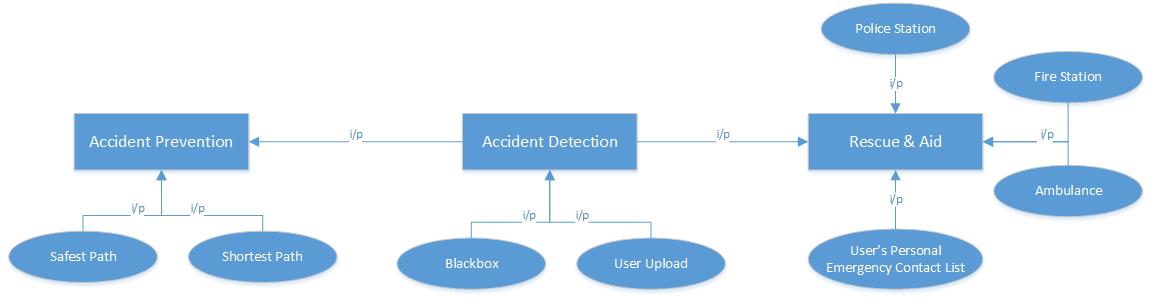 Police Station
i/p
Fire Station
Accident Prevention
i/p
Accident Detection
i/p
Rescue & Aid
i/p
i/p
i/p
i/p
i/p
i/p
Ambulance
Safest Path
Shortest Path
Blackbox
User Upload
User's Personal
Emergency Contact List